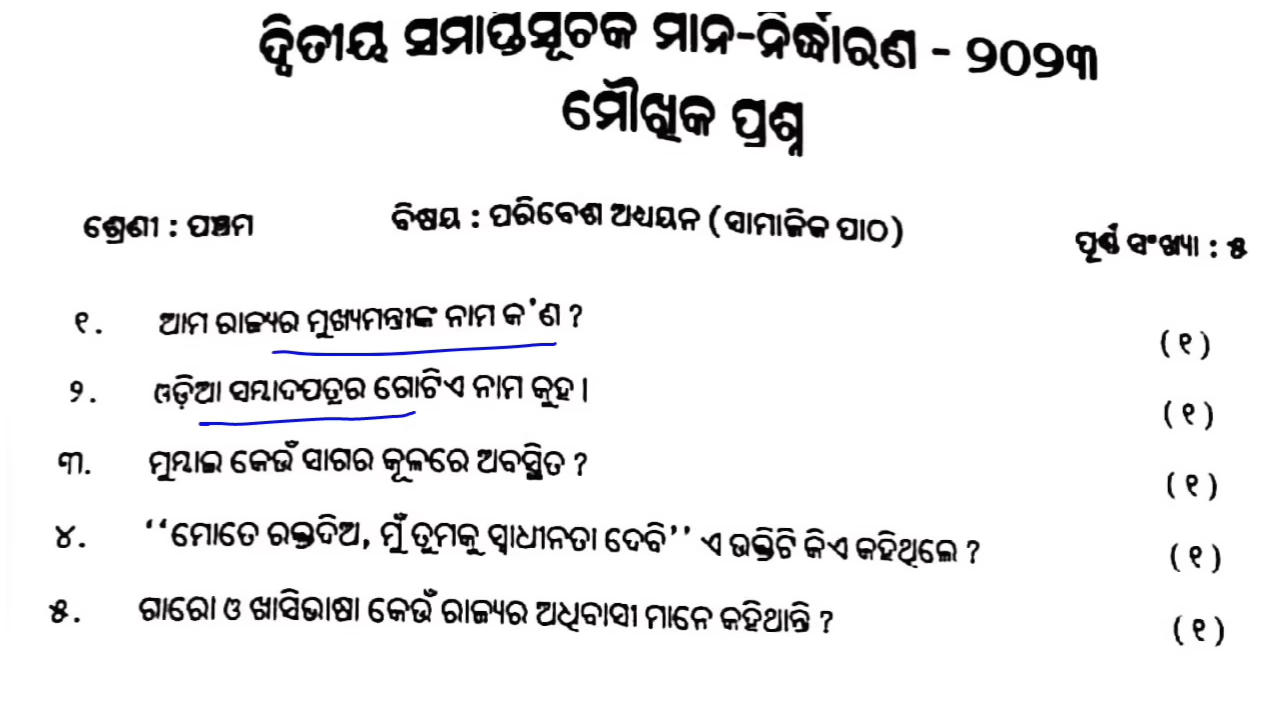 ଦ୍ଵିତୀୟ ସମାପ୍ତସୂଚକ ମାନ-ନିର୍ଦ୍ଧାରଣ - ୨୦୨୩
ମୌଖିକ ପ୍ରଶ୍ନ
ଶ୍ରେଣୀ : ପଞ୍ଚମ ବିଷୟ : ପରିବେଶ ଅଧ୍ୟୟନ (ସାମାଜିକ ପାଠ) ପୂର୍ଣ୍ଣ ସଂଖ୍ୟା : ୫
୧. ଆମ ରାଜ୍ୟର ମୁଖ୍ୟମନ୍ତ୍ରୀଙ୍କ ନାମ କ'ଣ ? (୧)
୨. ଓଡ଼ିଆ ସମ୍ବାଦପତ୍ରର ଗୋଟିଏ ନାମ କୁହ। (୧)
୩. ମୁମ୍ବାଇ କେଉଁ ସାଗର କୂଳରେ ଅବସ୍ଥିତ ? (୧)
୪. ‘‘ମୋତେ ରକ୍ତଦିଅ, ମୁଁ ତୁମକୁ ସ୍ୱାଧୀନତା ଦେବି’’ ଏ ଉକ୍ତିଟି କିଏ କହିଥିଲେ ? (୧)
୫. ଗାରୋ ଓ ଖାସିଭାଷା କେଉଁ ରାଜ୍ୟର ଅଧିବାସୀ ମାନେ କହିଥାନ୍ତି ? (୧)